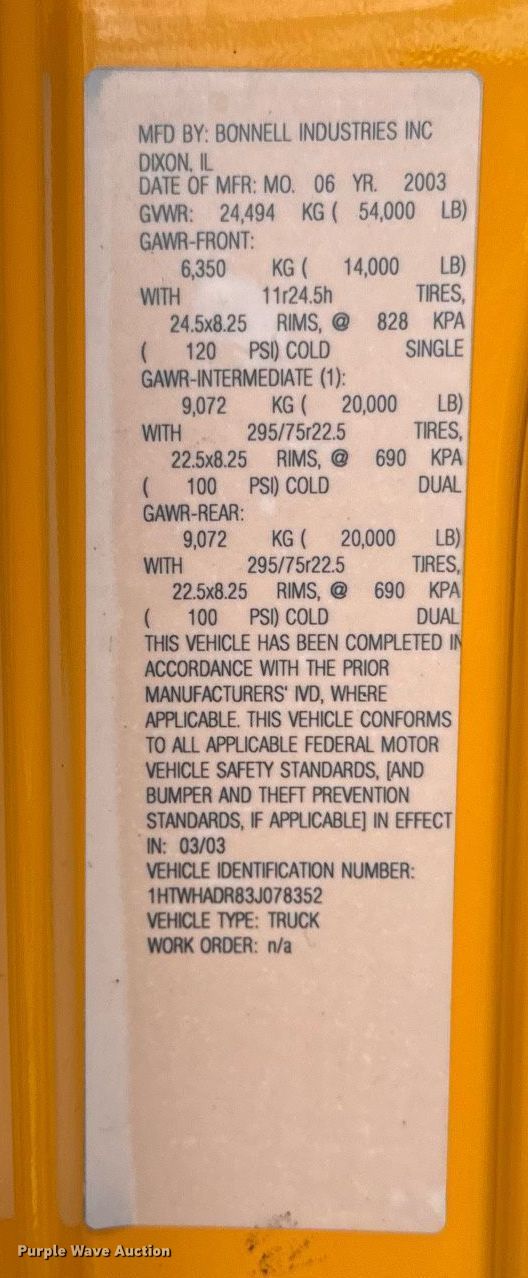 MFD BY: BONNELL INDUSTRIES INC
DIXON, IL
DATE OF MFR: MO. 06 YR. 2003
GVWR: 24,494 KG ( 54,000 LB)
GAWR-FRONT:
6,350 KG ( 14,000 LB)
WITH 11r24.5h TIRES,
24.5x8.25 RIMS, @ 828 KPA
( 120 PSI) COLD SINGLE
GAWR-INTERMEDIATE (1):
9,072 KG ( 20,000 LB)
WITH 295/75r22.5 TIRES,
22.5x8.25 RIMS, @ 690 KPA
( 100 PSI) COLD DUAL
GAWR-REAR:
9,072 KG ( 20,000 LB)
WITH 295/75r22.5 TIRES,
22.5x8.25 RIMS, @ 690 KPA
( 100 PSI) COLD DUAL
THIS VEHICLE HAS BEEN COMPLETED IN
ACCORDANCE WITH THE PRIOR
MANUFACTURERS' IVD, WHERE
APPLICABLE. THIS VEHICLE CONFORMS
TO ALL APPLICABLE FEDERAL MOTOR
VEHICLE SAFETY STANDARDS, [AND
BUMPER AND THEFT PREVENTION
STANDARDS, IF APPLICABLE] IN EFFECT
IN: 03/03
VEHICLE IDENTIFICATION NUMBER:
1HTWHADR83J078352
VEHICLE TYPE: TRUCK
WORK ORDER: n/a
Purple Wave Auction